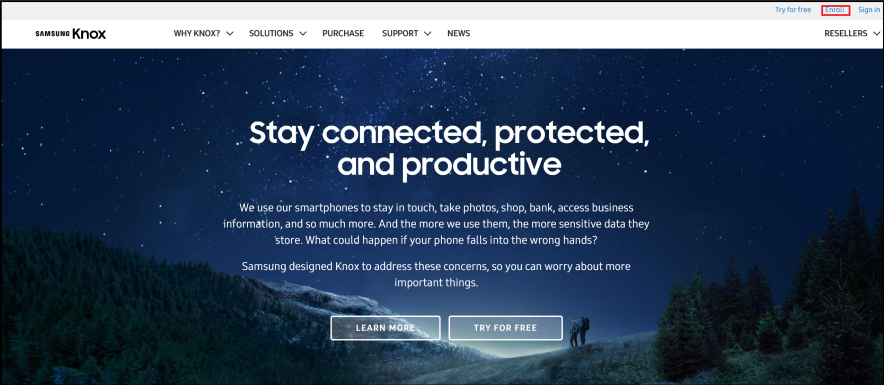 Try for free Enroll Sign in
SAMSUNG Knox WHY KNOX? SOLUTIONS PURCHASE SUPPORT NEWS RESELLERS
Stay connected, protected,
and productive
We use our smartphones to stay in touch, take photos, shop, bank, access business
information, and so much more. And the more we use them, the more sensitive data they
store. What could happen if your phone falls into the wrong hands?
Samsung designed Knox to address these concerns, so you can worry about more
important things.
LEARN MORE TRY FOR FREE